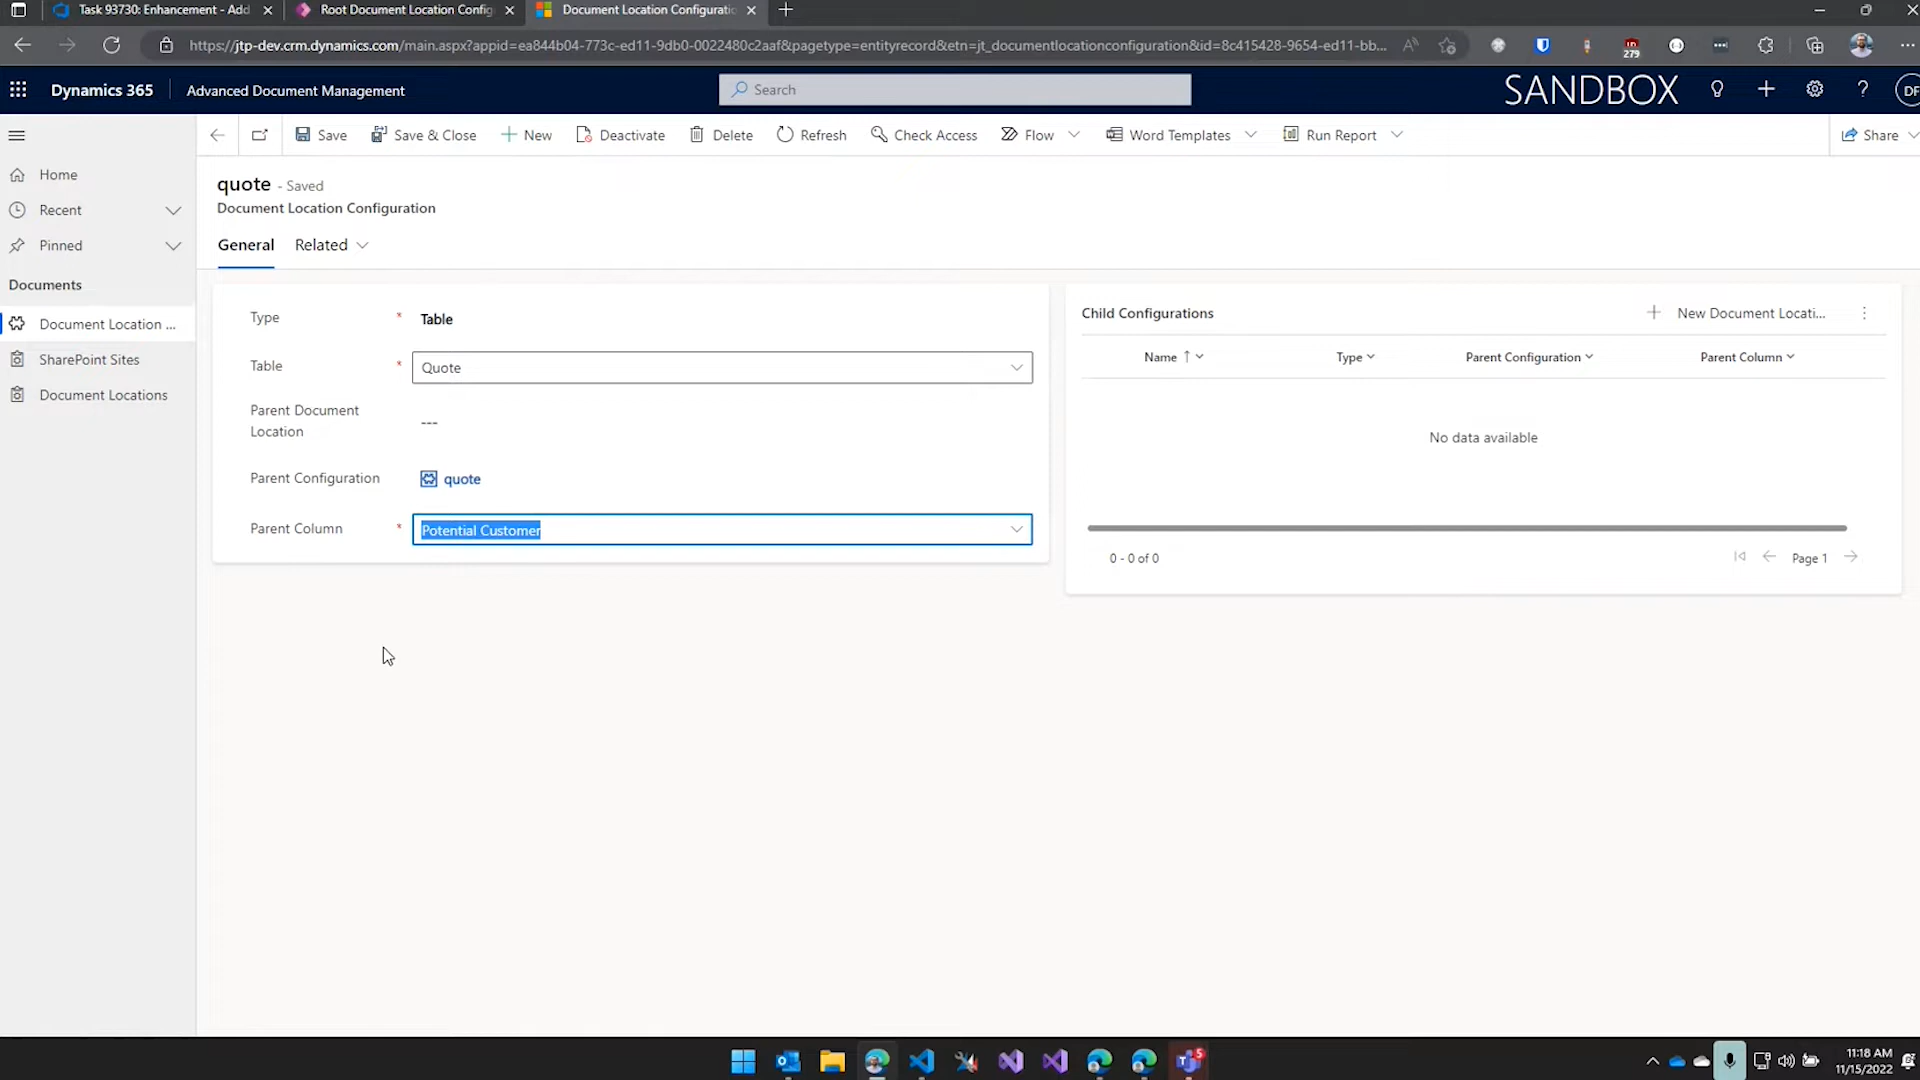 Task 93730: Enhancement - Add
Root Document Location Config
Document Location Configuratio
https://jtp-dev.crm.dynamics.com/main.aspx?appid=ea844b04-773c-ed11-9db0-0022480c2aaf&pagetype=entityrecord&etn=jt_documentlocationconfiguration&id=8c415428-9654-ed11-bb...
279
Dynamics 365
Advanced Document Management
Search
SANDBOX
DF
Save
Save & Close
New
Deactivate
Delete
Refresh
Check Access
Flow
Word Templates
Run Report
Share
Home
Recent
Pinned
Documents
Document Location ...
SharePoint Sites
Document Locations
quote - Saved
Document Location Configuration
General
Related
Type * Table
Table * Quote
Parent Document
Location
---
Parent Configuration quote
Parent Column * Potential Customer
Child Configurations
New Document Locati...
Name ↑
Type
Parent Configuration
Parent Column
No data available
0 - 0 of 0
Page 1
5
11:18 AM
11/15/2022